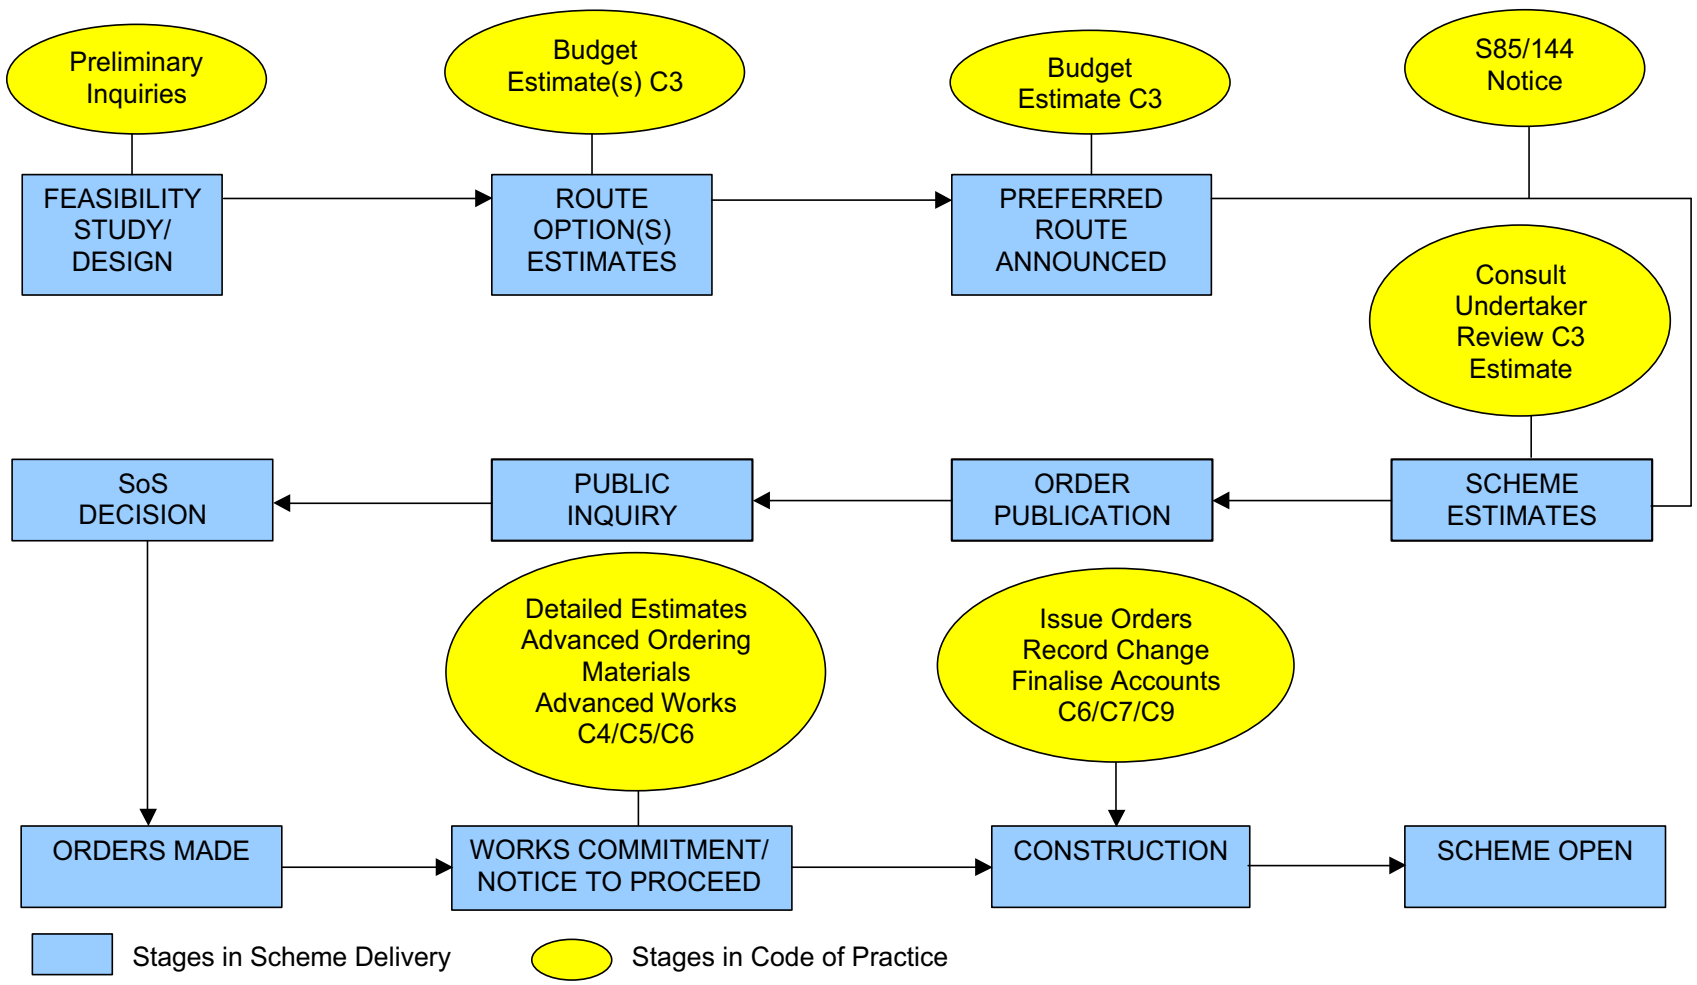 Preliminary
Inquiries
Budget
Estimate(s) C3
Budget
Estimate C3
S85/144
Notice
FEASIBILITY
STUDY/
DESIGN
ROUTE
OPTION(S)
ESTIMATES
PREFERRED
ROUTE
ANNOUNCED
Consult
Undertaker
Review C3
Estimate
SoS
DECISION
PUBLIC
INQUIRY
ORDER
PUBLICATION
SCHEME
ESTIMATES
Detailed Estimates
Advanced Ordering
Materials
Advanced Works
C4/C5/C6
Issue Orders
Record Change
Finalise Accounts
C6/C7/C9
ORDERS MADE
WORKS COMMITMENT/
NOTICE TO PROCEED
CONSTRUCTION
SCHEME OPEN
Stages in Scheme Delivery
Stages in Code of Practice